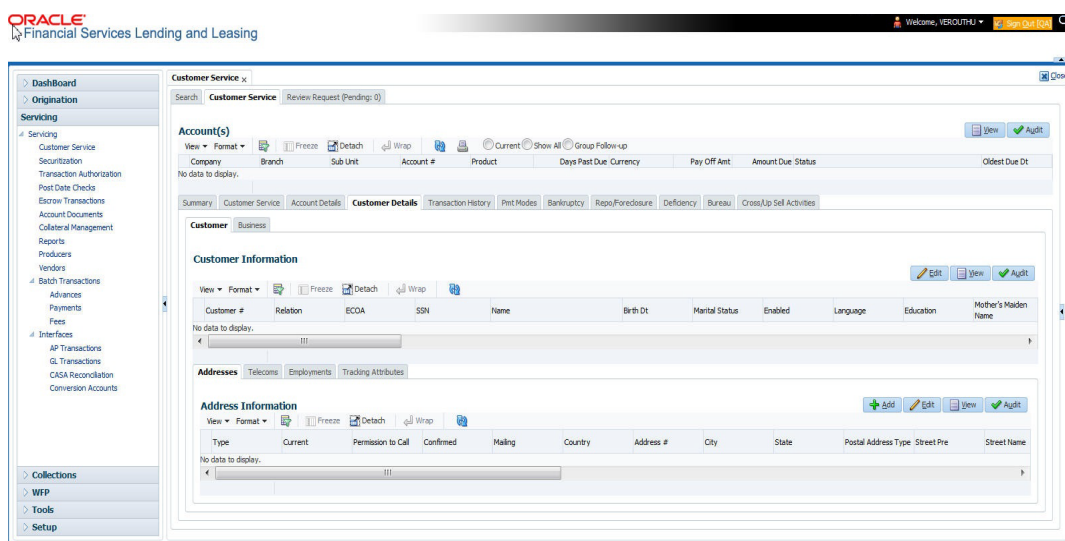 ORACLE
Welcome, VEROUTHU Sign Out [QA]
Financial Services Lending and Leasing
DashBoard
Origination
Servicing
Servicing
Customer Service
Securitization
Transaction Authorization
Post Date Checks
Escrow Transactions
Account Documents
Collateral Management
Reports
Producers
Vendors
Batch Transactions
Advances
Payments
Fees
Interfaces
AP Transactions
GL Transactions
CASA Reconciliation
Conversion Accounts
Collections
WFP
Tools
Setup
Customer Service x Close
Search Customer Service Review Request (Pending: 0)
Account(s) View Audit
View Format Freeze Detach Wrap Current Show All Group Follow-up
Company Branch Sub Unit Account # Product Days Past Due Currency Pay Off Amt Amount Due Status Oldest Due Dt
No data to display.
Summary Customer Service Account Details Customer Details Transaction History Pmt Modes Bankruptcy Repo/Foreclosure Deficiency Bureau Cross/Up Sell Activities
Customer Business
Customer Information
Edit View Audit
View Format Freeze Detach Wrap
Customer # Relation ECOA SSN Name Birth Dt Marital Status Enabled Language Education Mother's Maiden
Name
No data to display.
Addresses Telecoms Employments Tracking Attributes
Address Information Add Edit View Audit
View Format Freeze Detach Wrap
Type Current Permission to Call Confirmed Mailing Country Address # City State Postal Address Type Street Pre Street Name
No data to display.